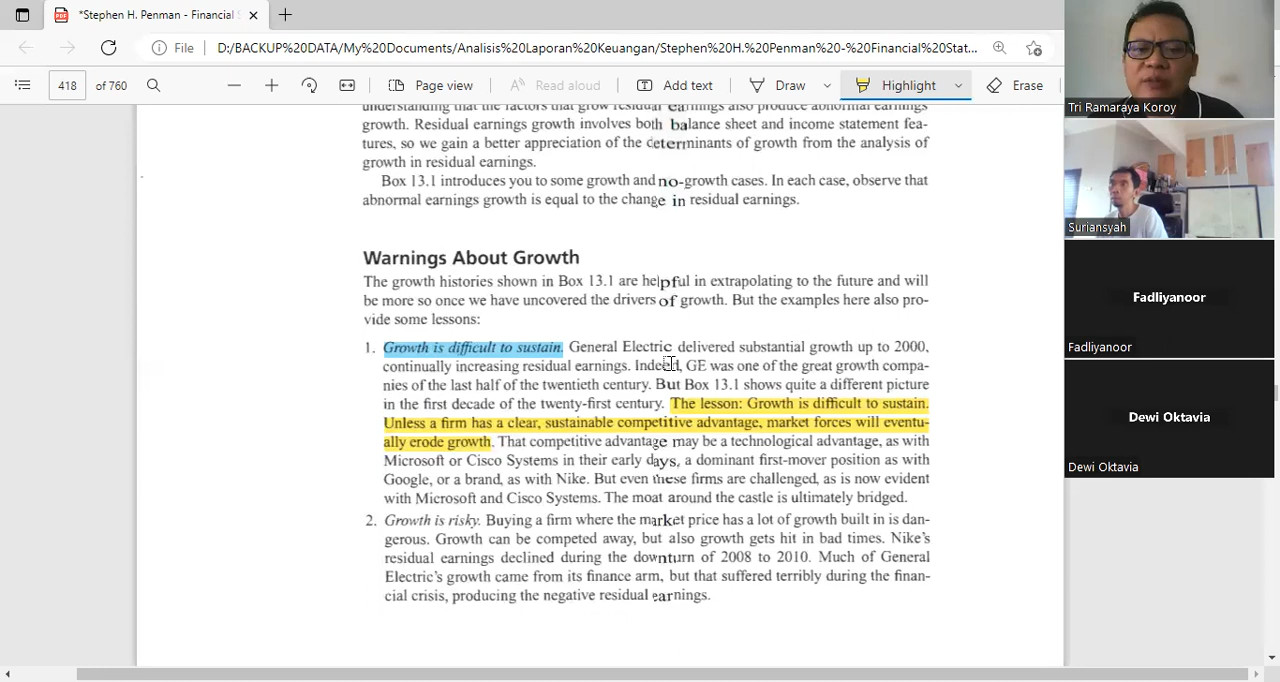 *Stephen H. Penman - Financial S
File
D:/BACKUP%20DATA/My%20Documents/Analisis%20Laporan%20Keuangan/Stephen%20H.%20Penman%20-%20Financial%20Stat...
418 of 760
Page view
Read aloud
Add text
Draw
Highlight
Erase
understanding that the factors that grow residual earnings also produce abnormal earnings
growth. Residual earnings growth involves both balance sheet and income statement fea-
tures, so we gain a better appreciation of the determinants of growth from the analysis of
growth in residual earnings.
Box 13.1 introduces you to some growth and no-growth cases. In each case, observe that
abnormal earnings growth is equal to the change in residual earnings.
Warnings About Growth
The growth histories shown in Box 13.1 are helpful in extrapolating to the future and will
be more so once we have uncovered the drivers of growth. But the examples here also pro-
vide some lessons:
1. Growth is difficult to sustain. General Electric delivered substantial growth up to 2000,
continually increasing residual earnings. Indeed, GE was one of the great growth compa-
nies of the last half of the twentieth century. But Box 13.1 shows quite a different picture
in the first decade of the twenty-first century. The lesson: Growth is difficult to sustain.
Unless a firm has a clear, sustainable competitive advantage, market forces will eventu-
ally erode growth. That competitive advantage may be a technological advantage, as with
Microsoft or Cisco Systems in their early days, a dominant first-mover position as with
Google, or a brand, as with Nike. But even these firms are challenged, as is now evident
with Microsoft and Cisco Systems. The moat around the castle is ultimately bridged.
2. Growth is risky. Buying a firm where the market price has a lot of growth built in is dan-
gerous. Growth can be competed away, but also growth gets hit in bad times. Nike's
residual earnings declined during the downturn of 2008 to 2010. Much of General
Electric's growth came from its finance arm, but that suffered terribly during the finan-
cial crisis, producing the negative residual earnings.
Tri Ramaraya Koroy
Suriansyah
Fadliyanoor
Fadliyanoor
Dewi Oktavia
Dewi Oktavia